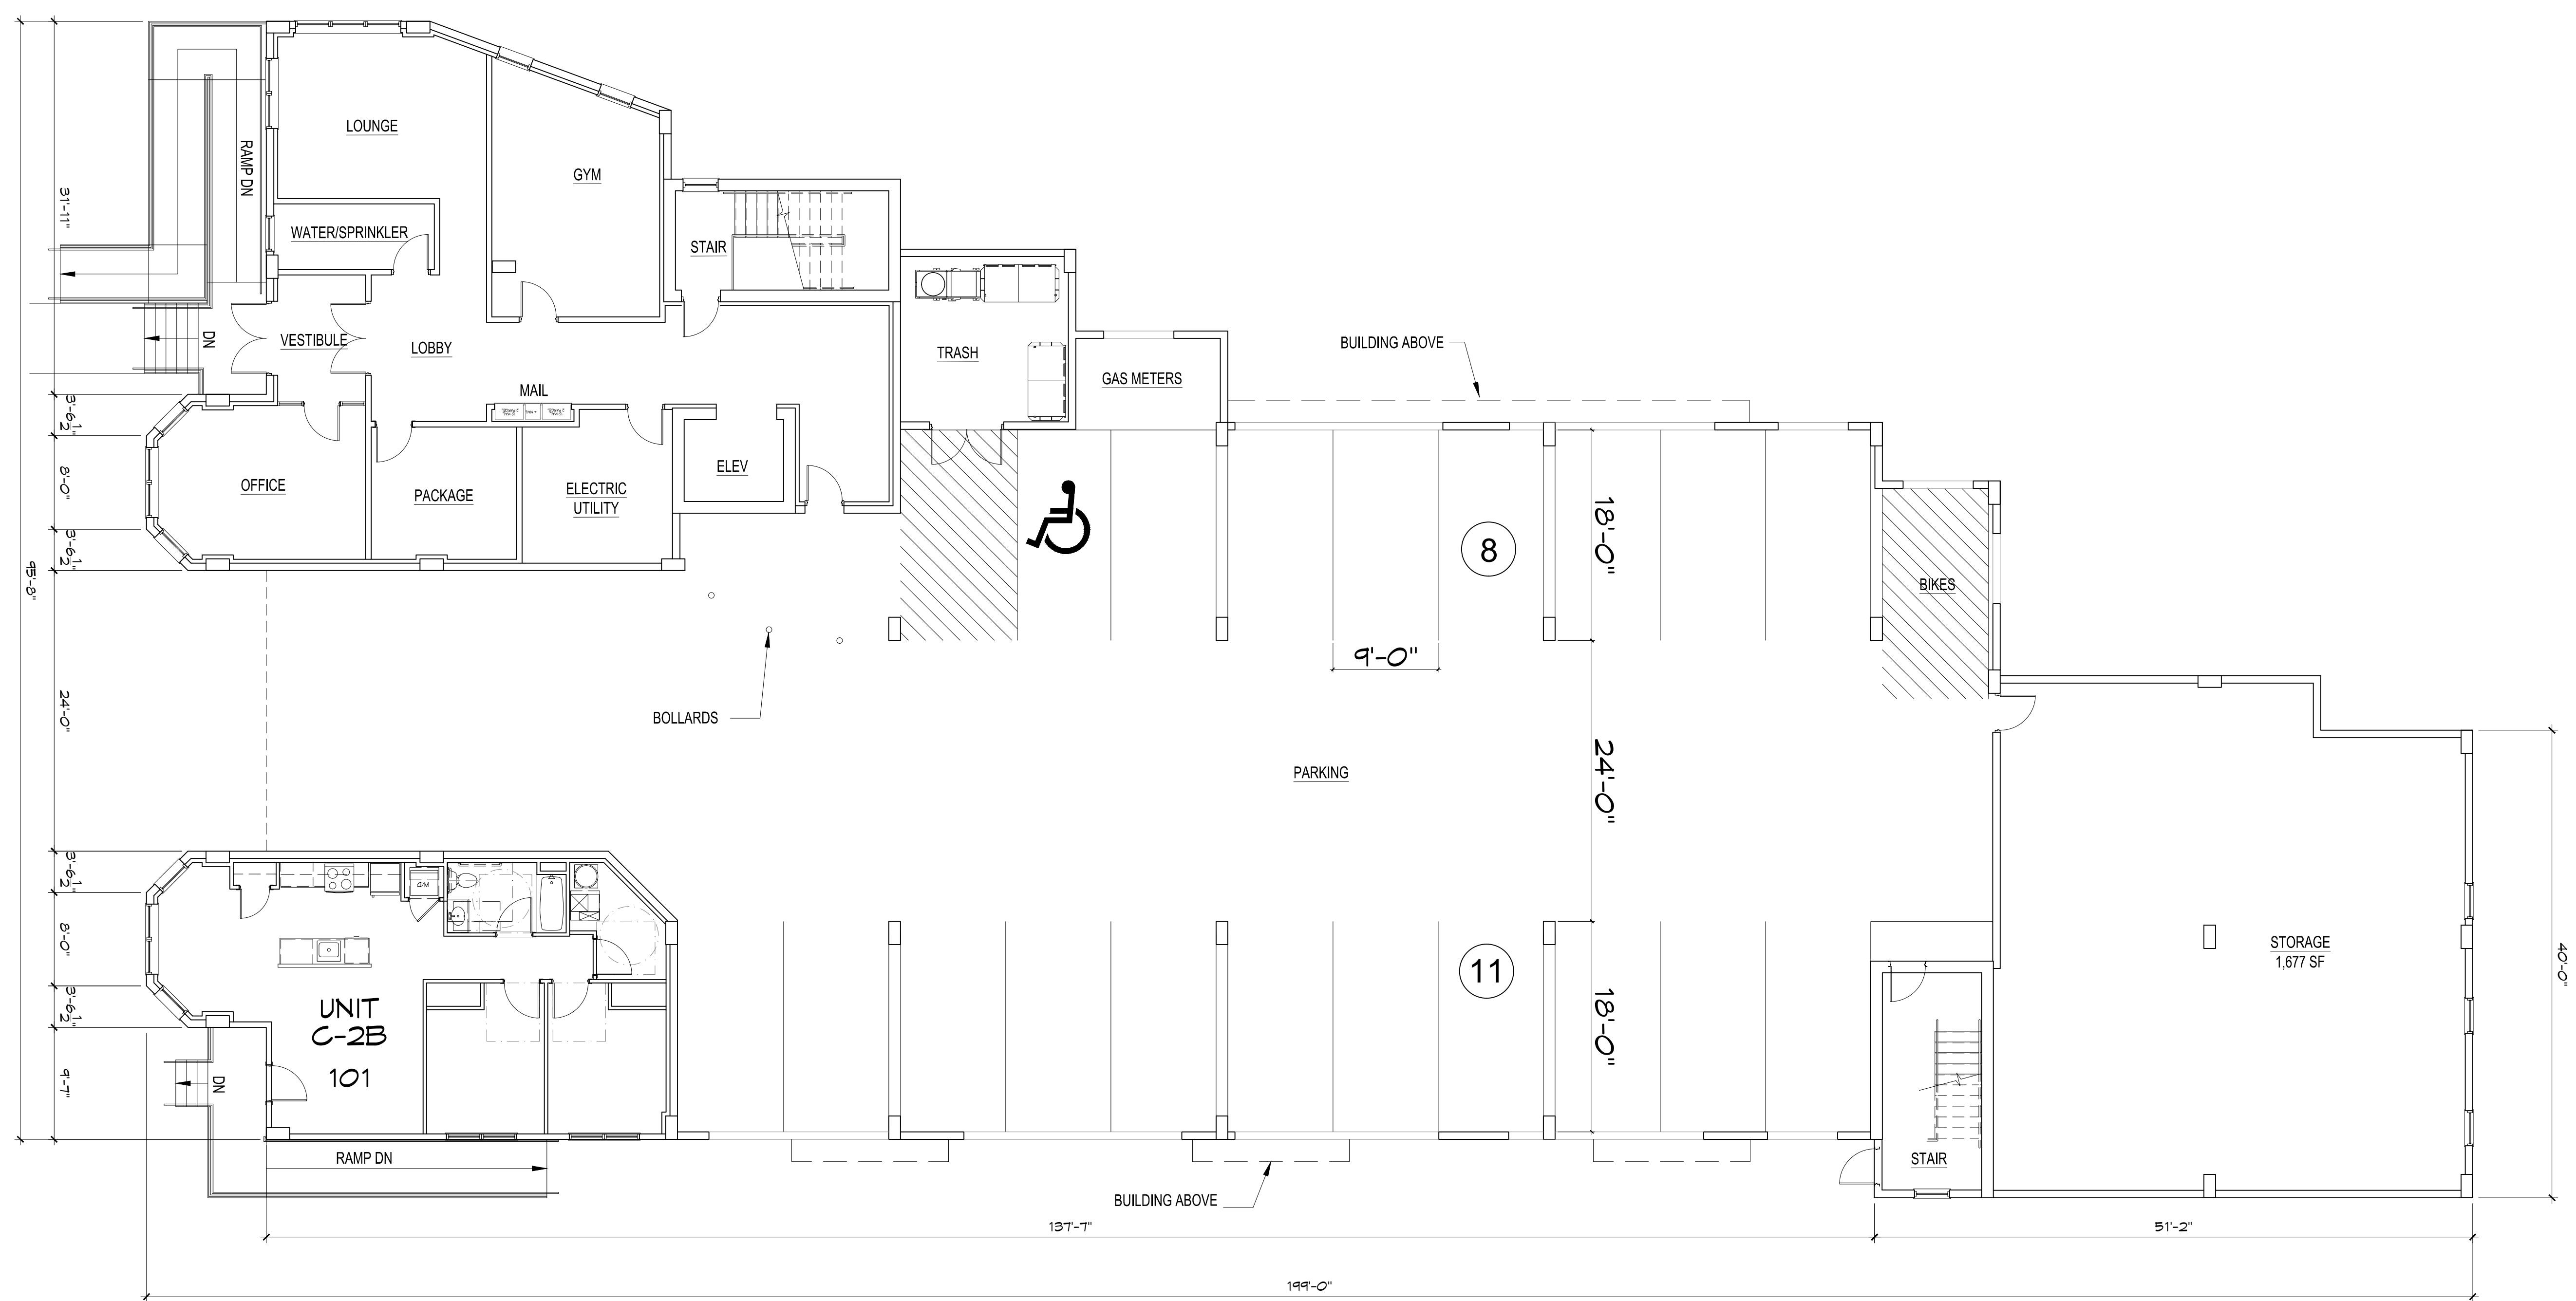 LOUNGE
RAMP DN
GYM
31'-11"
WATER/SPRINKLER
STAIR
DN
VESTIBULE
LOBBY
BUILDING ABOVE
TRASH
GAS METERS
MAIL
3'-6 1/2"
8'-0"
OFFICE
PACKAGE
ELECTRIC
UTILITY
ELEV
18'-0"
8
3'-6 1/2"
95'-8"
BIKES
9'-0"
24'-0"
BOLLARDS
24'-0"
PARKING
3'-6 1/2"
8'-0"
STORAGE
1,677 SF
40'-0"
11
UNIT
C-2B
101
3'-6 1/2"
18'-0"
9'-7"
DN
RAMP DN
STAIR
BUILDING ABOVE
137'-7"
51'-2"
199'-0"